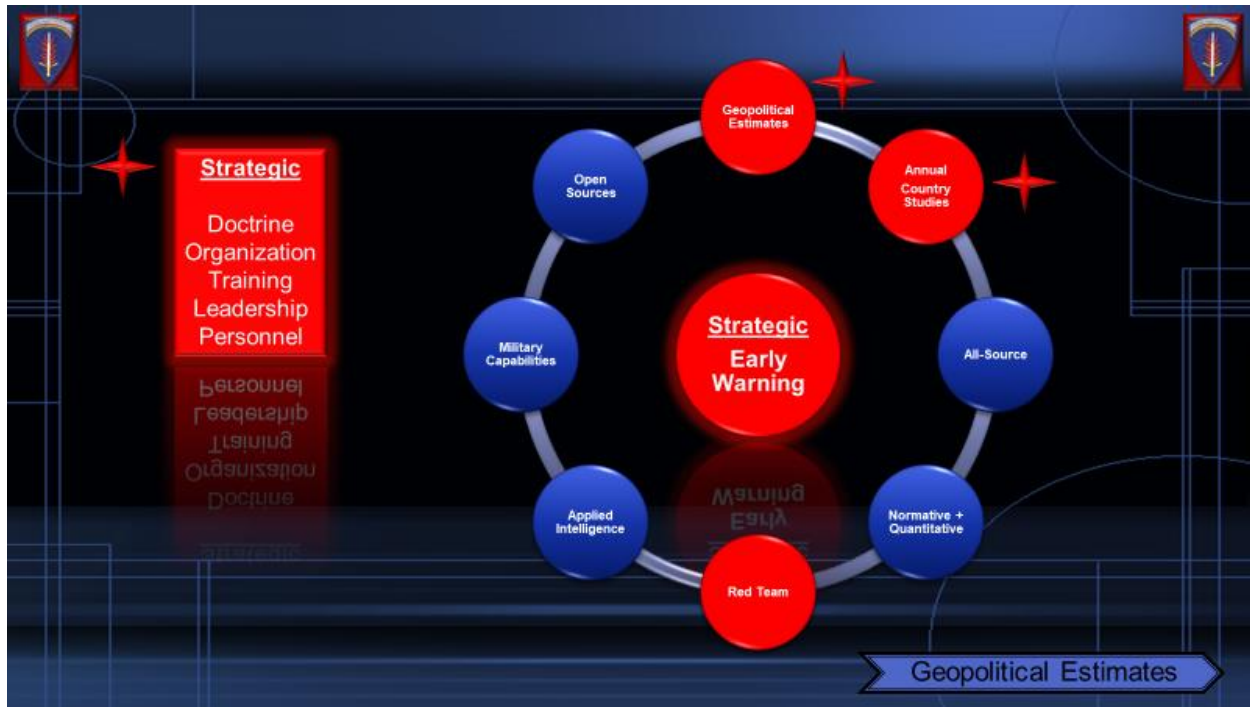 Strategic
Doctrine
Organization
Training
Leadership
Personnel
Geopolitical
Estimates
Annual
Country
Studies
All-Source
Normative +
Quantitative
Red Team
Applied
Intelligence
Military
Capabilities
Open
Sources
Strategic
Early
Warning
Geopolitical Estimates